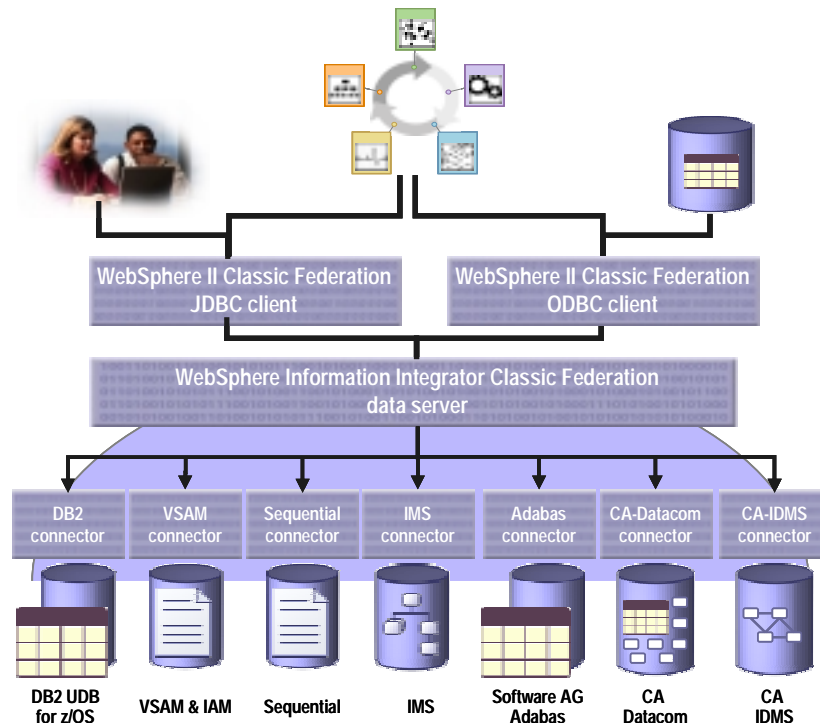 WebSphere II Classic Federation
JDBC client
WebSphere II Classic Federation
ODBC client
WebSphere Information Integrator Classic Federation
data server
DB2
connector
VSAM
connector
Sequential
connector
IMS
connector
Adabas
connector
CA-Datacom
connector
CA-IDMS
connector
DB2 UDB
for z/OS
VSAM & IAM
Sequential
IMS
Software AG
Adabas
CA
Datacom
CA
IDMS